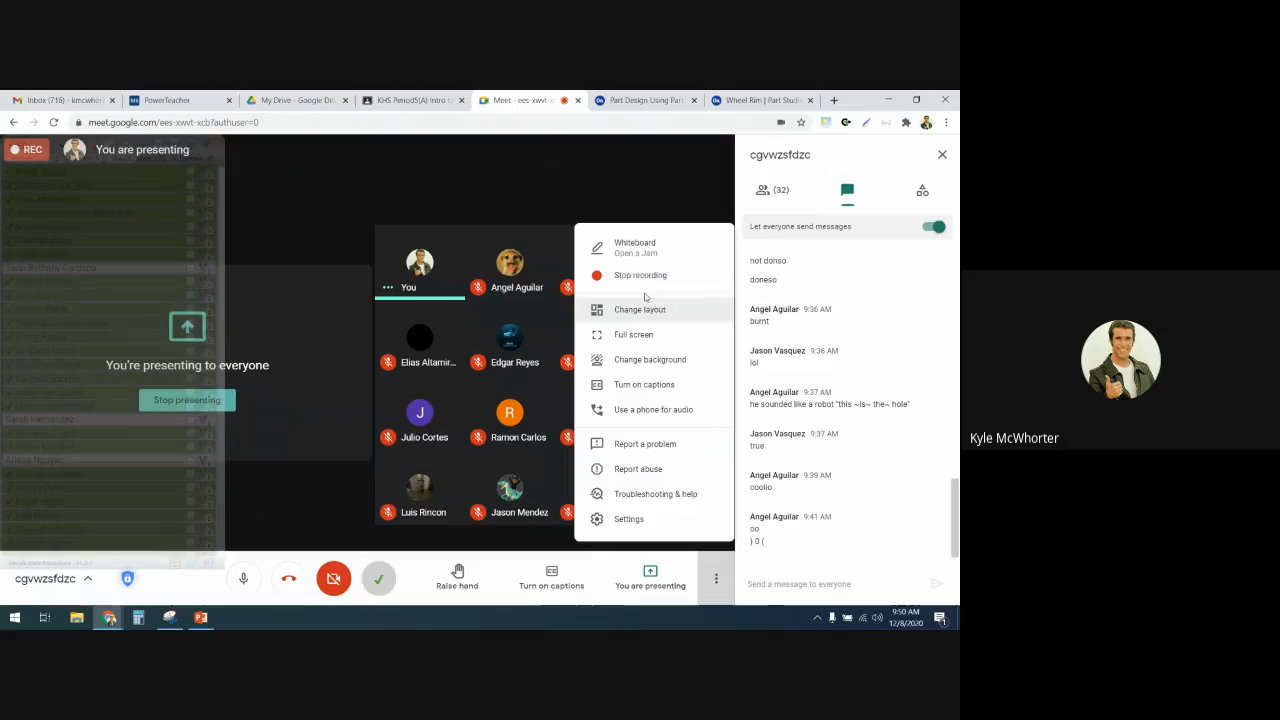 Inbox (716) - kmcwhor
PowerTeacher
My Drive - Google Dri
KHS Period5(A) Intro t
Meet - ees-xwvt-x
Part Design Using Part
Wheel Rim | Part Studi
meet.google.com/ees-xwvt-xcb?authuser=0
REC
You are presenting
cgvwzsfdzc
(32)
Let everyone send messages
not donso
doneso
Angel Aguilar 9:36 AM
burnt
Jason Vasquez 9:36 AM
lol
Angel Aguilar 9:37 AM
he sounded like a robot "this ~is~ the~ hole"
Jason Vasquez 9:37 AM
true
Angel Aguilar 9:39 AM
coolio
Angel Aguilar 9:41 AM
oo
) 0 (
Send a message to everyone
You're presenting to everyone
Stop presenting
Sarah Hernandez
You
Angel Aguilar
Elias Altamir...
Edgar Reyes
J
Julio Cortes
R
Ramon Carlos
Luis Rincon
Jason Mendez
Whiteboard
Open a Jam
Stop recording
Change layout
Full screen
Change background
Turn on captions
Use a phone for audio
Report a problem
Report abuse
Troubleshooting & help
Settings
cgvwzsfdzc
Raise hand
Turn on captions
You are presenting
9:50 AM
12/8/2020
Kyle McWhorter